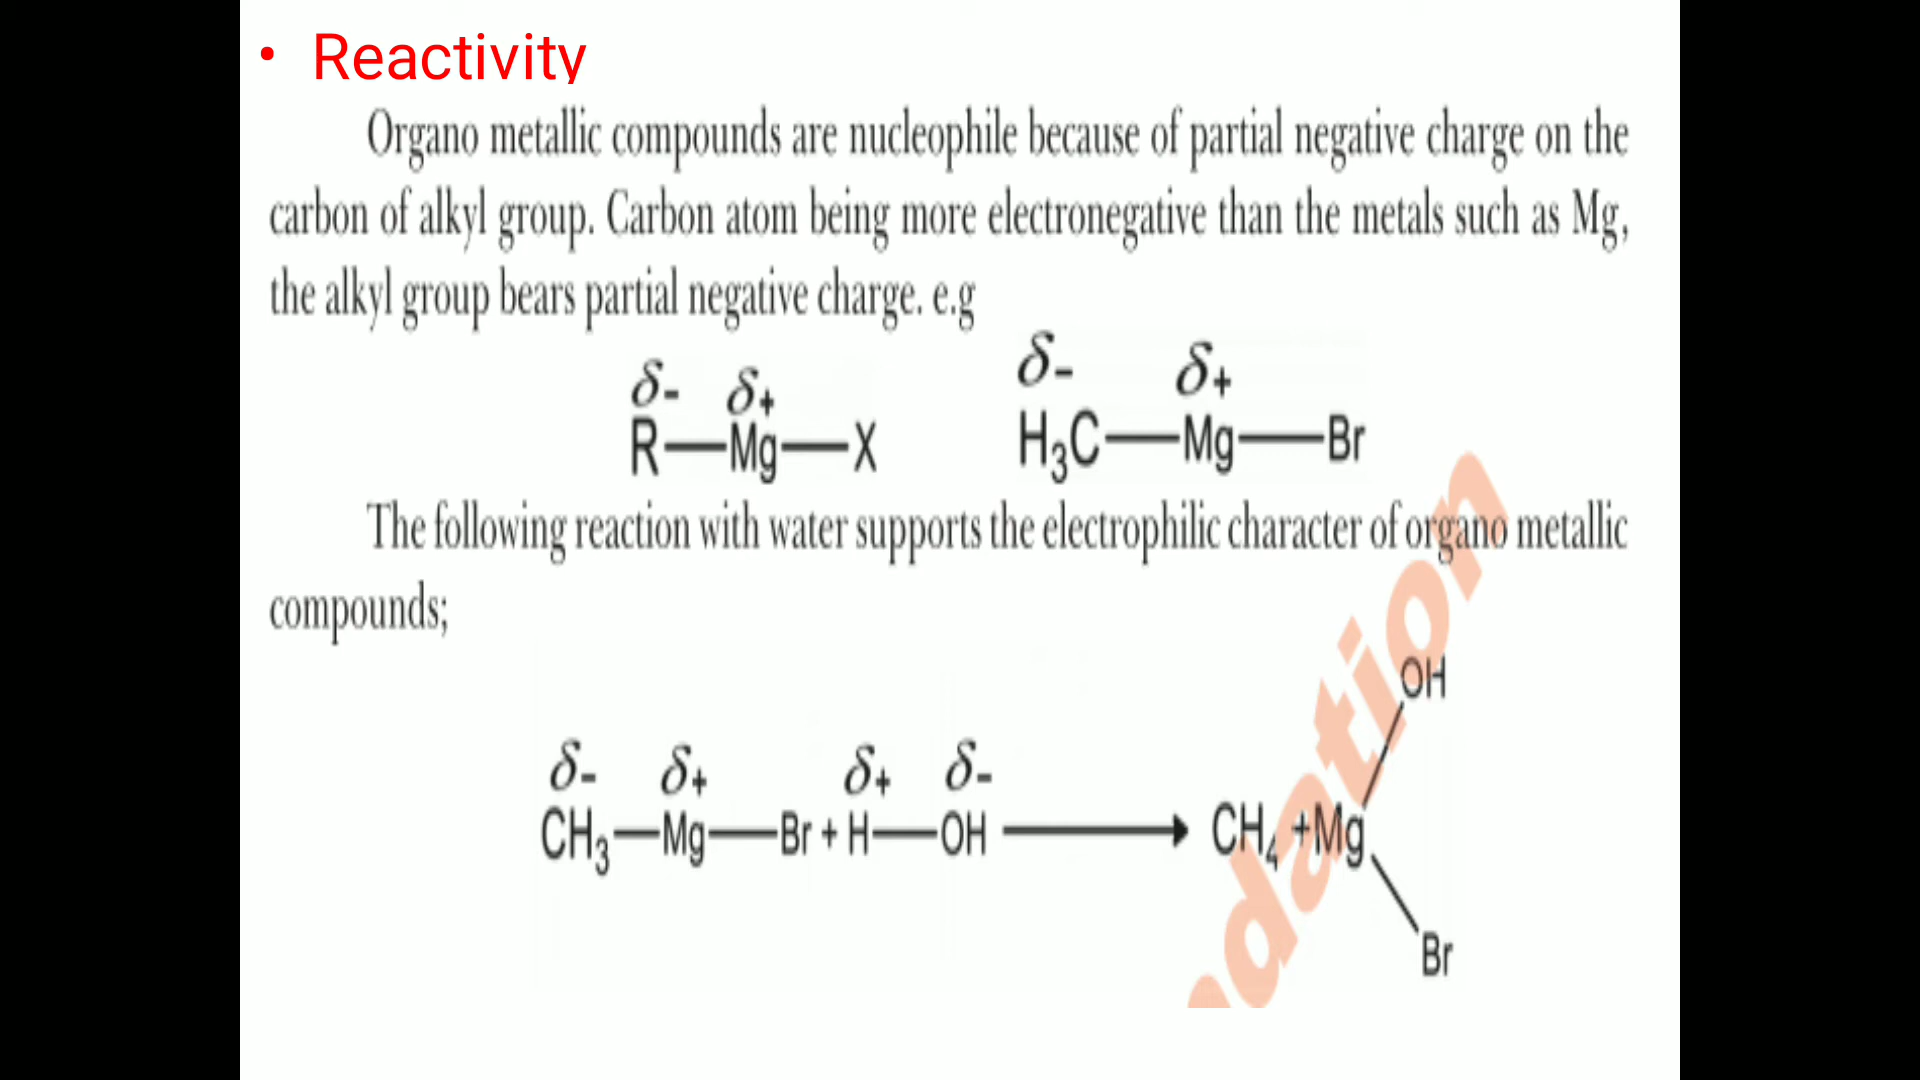 • Reactivity
Organo metallic compounds are nucleophile because of partial negative charge on the
carbon of alkyl group. Carbon atom being more electronegative than the metals such as Mg,
the alkyl group bears partial negative charge. e.g
δ- δ+ δ- δ+
R—Mg—X H₃C—Mg—Br
The following reaction with water supports the electrophilic character of organo metallic
compounds;
OH
δ- δ+ δ+ δ-
CH₃—Mg—Br + H—OH ⟶ CH₄ +Mg
Br
dation